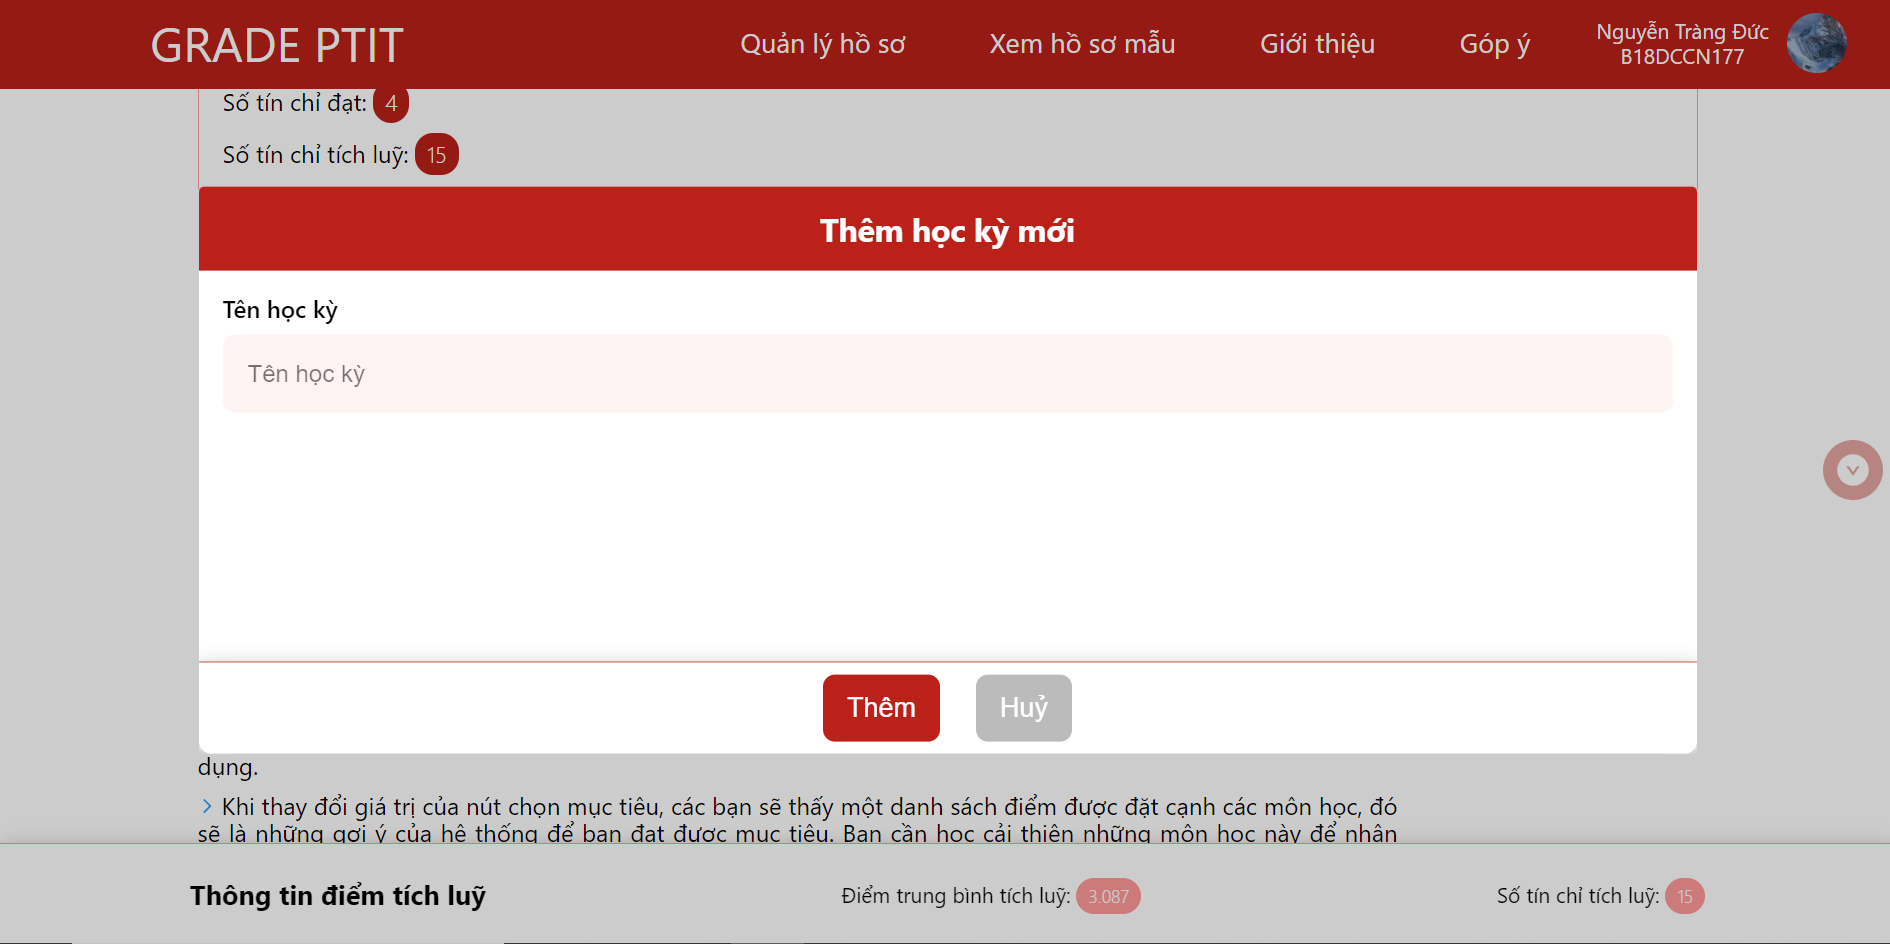 GRADE PTIT
Quản lý hồ sơ
Xem hồ sơ mẫu
Giới thiệu
Góp ý
Nguyễn Tràng Đức
B18DCCN177
Số tín chỉ đạt: 4
Số tín chỉ tích luỹ: 15
Thêm học kỳ mới
Tên học kỳ
Tên học kỳ
Thêm
Huỷ
dụng.
Khi thay đổi giá trị của nút chọn mục tiêu, các bạn sẽ thấy một danh sách điểm được đặt cạnh các môn học, đó
sẽ là những gợi ý của hệ thống để bạn đạt được mục tiêu. Bạn cần học cải thiện những môn học này để nhận
Thông tin điểm tích luỹ
Điểm trung bình tích luỹ: 3.087
Số tín chỉ tích luỹ: 15